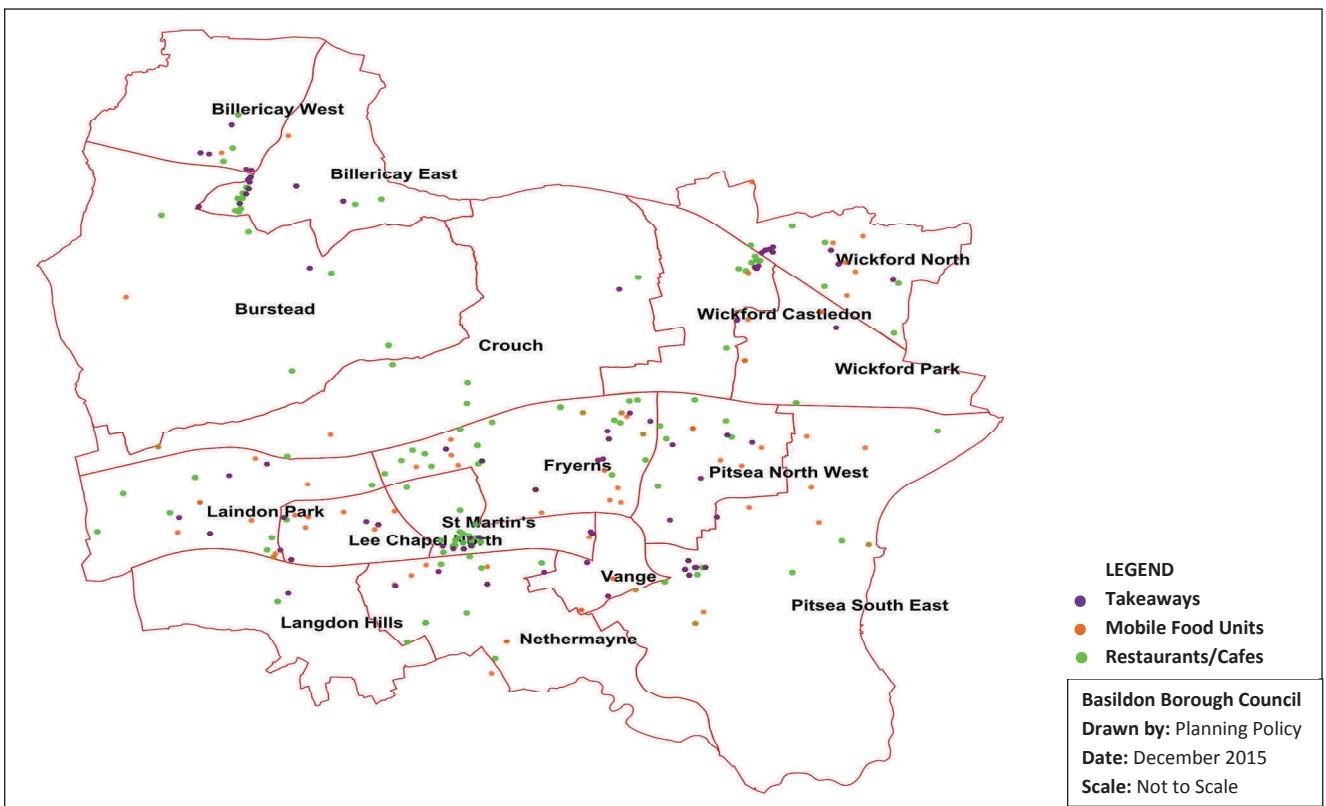 Billericay West
Billericay East
Wickford North
Burstead
Wickford Castledon
Crouch
Wickford Park
Fryerns
Pitsea North West
Laindon Park
St Martin's
Lee Chapel North
Vange
Pitsea South East
Langdon Hills
Nethermayne
LEGEND
Takeaways
Mobile Food Units
Restaurants/Cafes
Basildon Borough Council
Drawn by: Planning Policy
Date: December 2015
Scale: Not to Scale